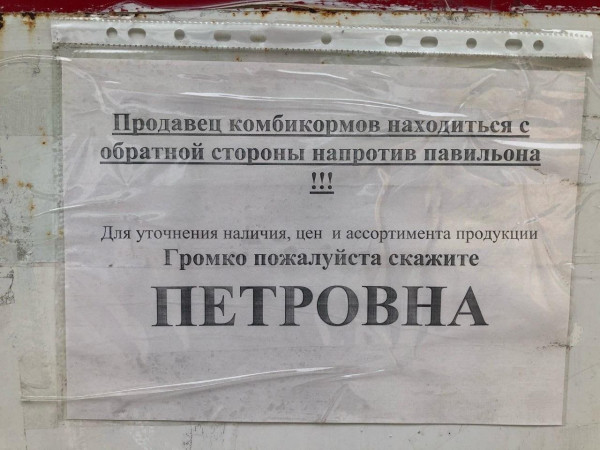 Продавец комбикормов находиться с
обратной стороны напротив павильона
!!!
Для уточнения наличия, цен и ассортимента продукции
Громко пожалуйста скажите
ПЕТРОВНА